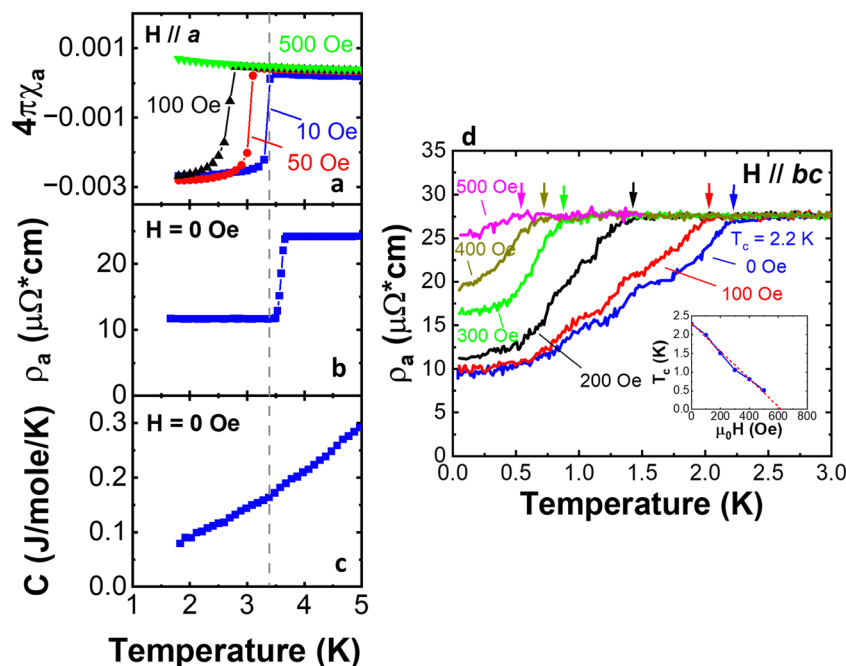 H // a
500 Oe
0.001
−0.001
−0.003
4πχa
100 Oe
10 Oe
50 Oe
a
H = 0 Oe
24
12
0
ρa (μΩ*cm)
b
H = 0 Oe
0.3
0.2
0.1
0.0
C (J/mole/K)
c
1 2 3 4 5
Temperature (K)
d
H // bc
35
30
25
20
15
10
5
0
ρa (μΩ*cm)
500 Oe
400 Oe
300 Oe
200 Oe
Tc = 2.2 K
0 Oe
100 Oe
2.5
2.0
1.5
1.0
0.5
0.0
Tc (K)
0 200 400 600 800
μ0H (Oe)
0.0 0.5 1.0 1.5 2.0 2.5 3.0
Temperature (K)